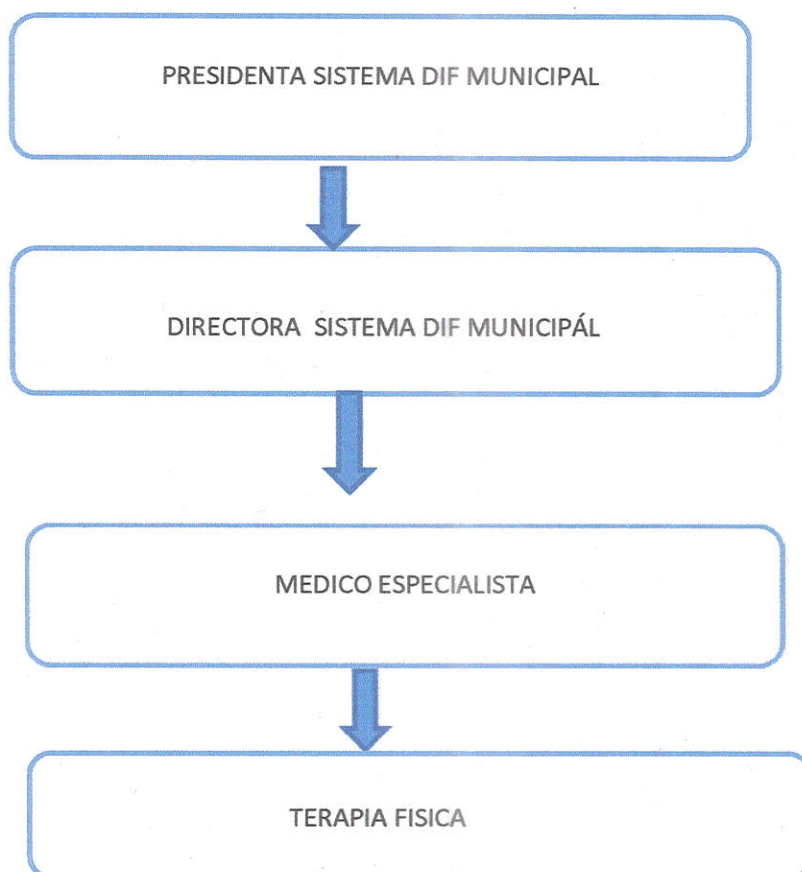 PRESIDENTA SISTEMA DIF MUNICIPAL
DIRECTORA SISTEMA DIF MUNICIPÁL
MEDICO ESPECIALISTA
TERAPIA FISICA